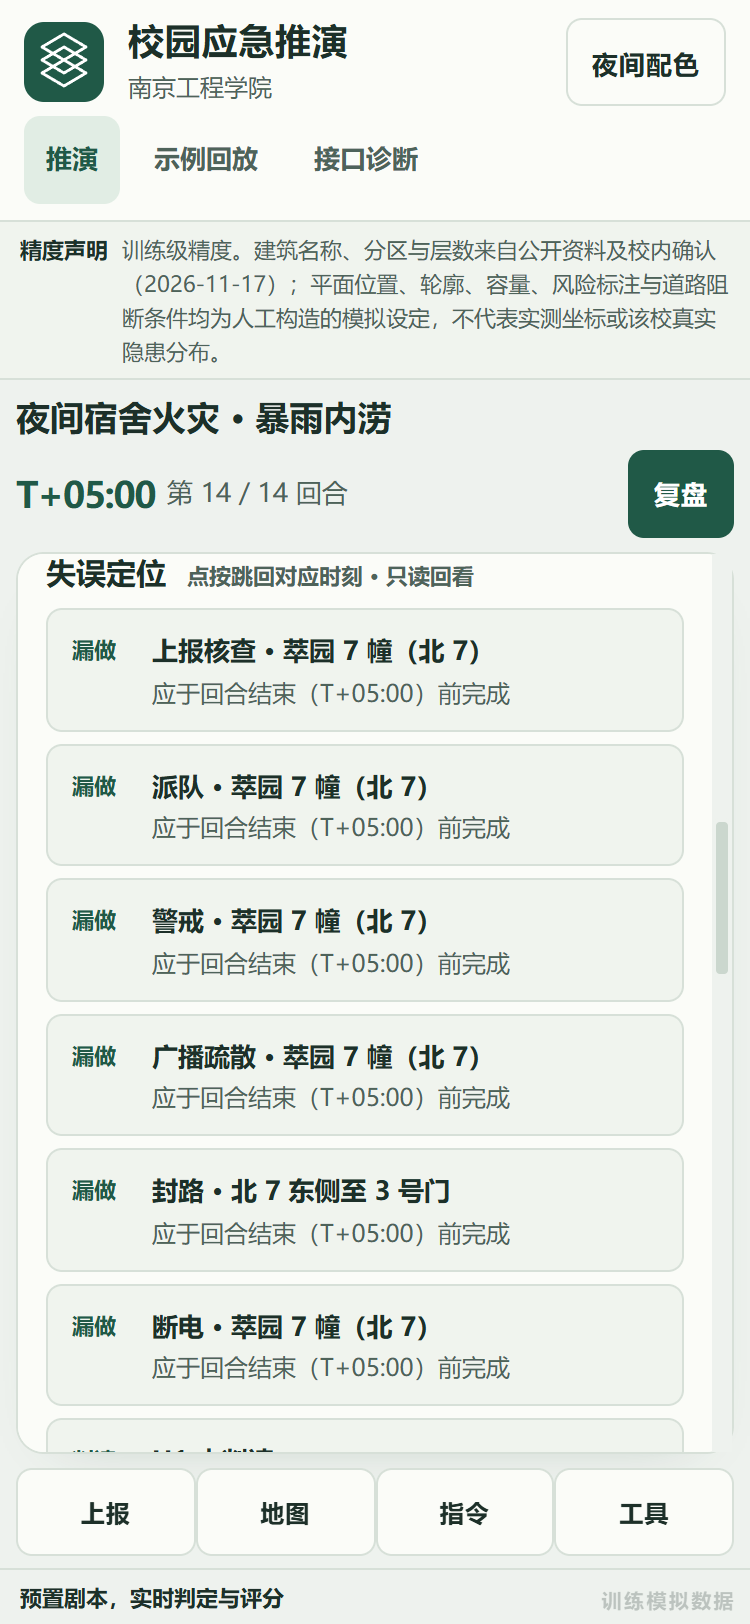 校园应急推演
南京工程学院
夜间配色
推演 示例回放 接口诊断
精度声明 训练级精度。建筑名称、分区与层数来自公开资料及校内确认
（2026-11-17）；平面位置、轮廓、容量、风险标注与道路阻
断条件均为人工构造的模拟设定，不代表实测坐标或该校真实
隐患分布。
夜间宿舍火灾·暴雨内涝
T+05:00 第 14 / 14 回合
复盘
失误定位 点按跳回对应时刻·只读回看
漏做 上报核查·萃园 7 幢（北 7）
应于回合结束（T+05:00）前完成
漏做 派队·萃园 7 幢（北 7）
应于回合结束（T+05:00）前完成
漏做 警戒·萃园 7 幢（北 7）
应于回合结束（T+05:00）前完成
漏做 广播疏散·萃园 7 幢（北 7）
应于回合结束（T+05:00）前完成
漏做 封路·北 7 东侧至 3 号门
应于回合结束（T+05:00）前完成
漏做 断电·萃园 7 幢（北 7）
应于回合结束（T+05:00）前完成
上报 地图 指令 工具
预置剧本，实时判定与评分 训练模拟数据